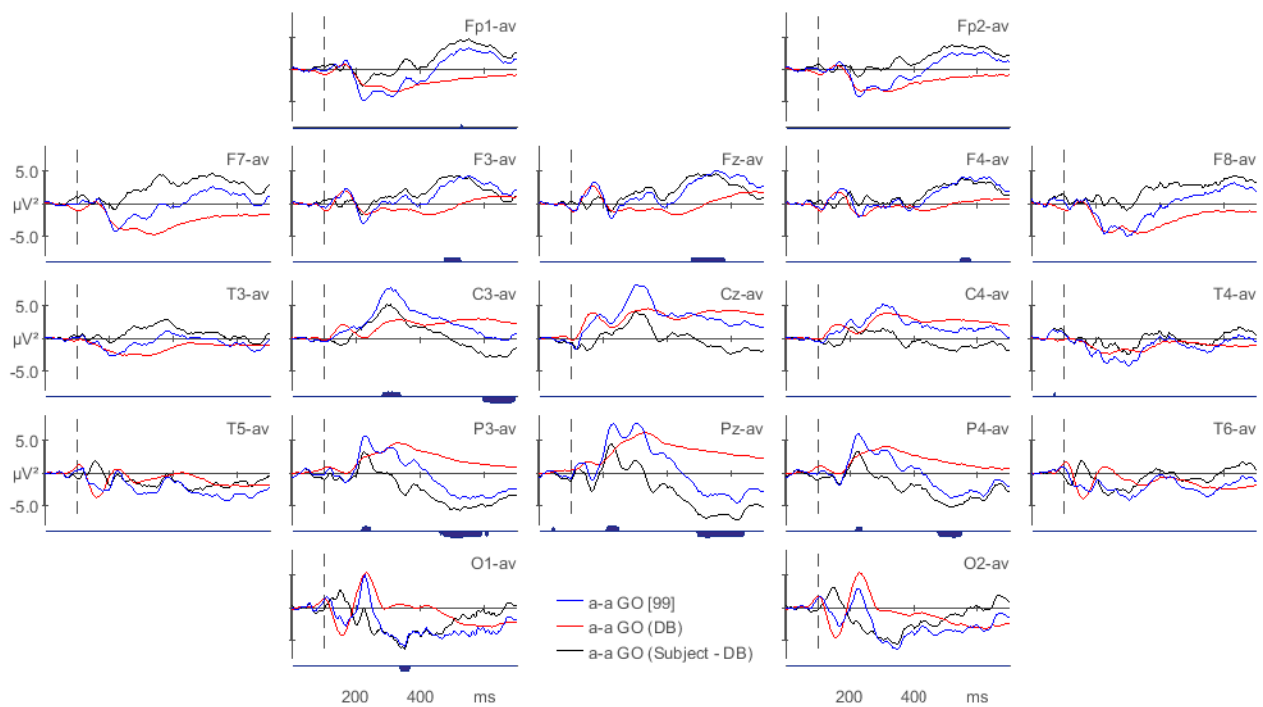 Fp1-av Fp2-av
5.0 F7-av F3-av Fz-av F4-av F8-av
µV²
-5.0
5.0 T3-av C3-av Cz-av C4-av T4-av
µV²
-5.0
5.0 T5-av P3-av Pz-av P4-av T6-av
µV²
-5.0
O1-av O2-av
a-a GO [99]
a-a GO (DB)
a-a GO (Subject - DB)
200 400 ms 200 400 ms